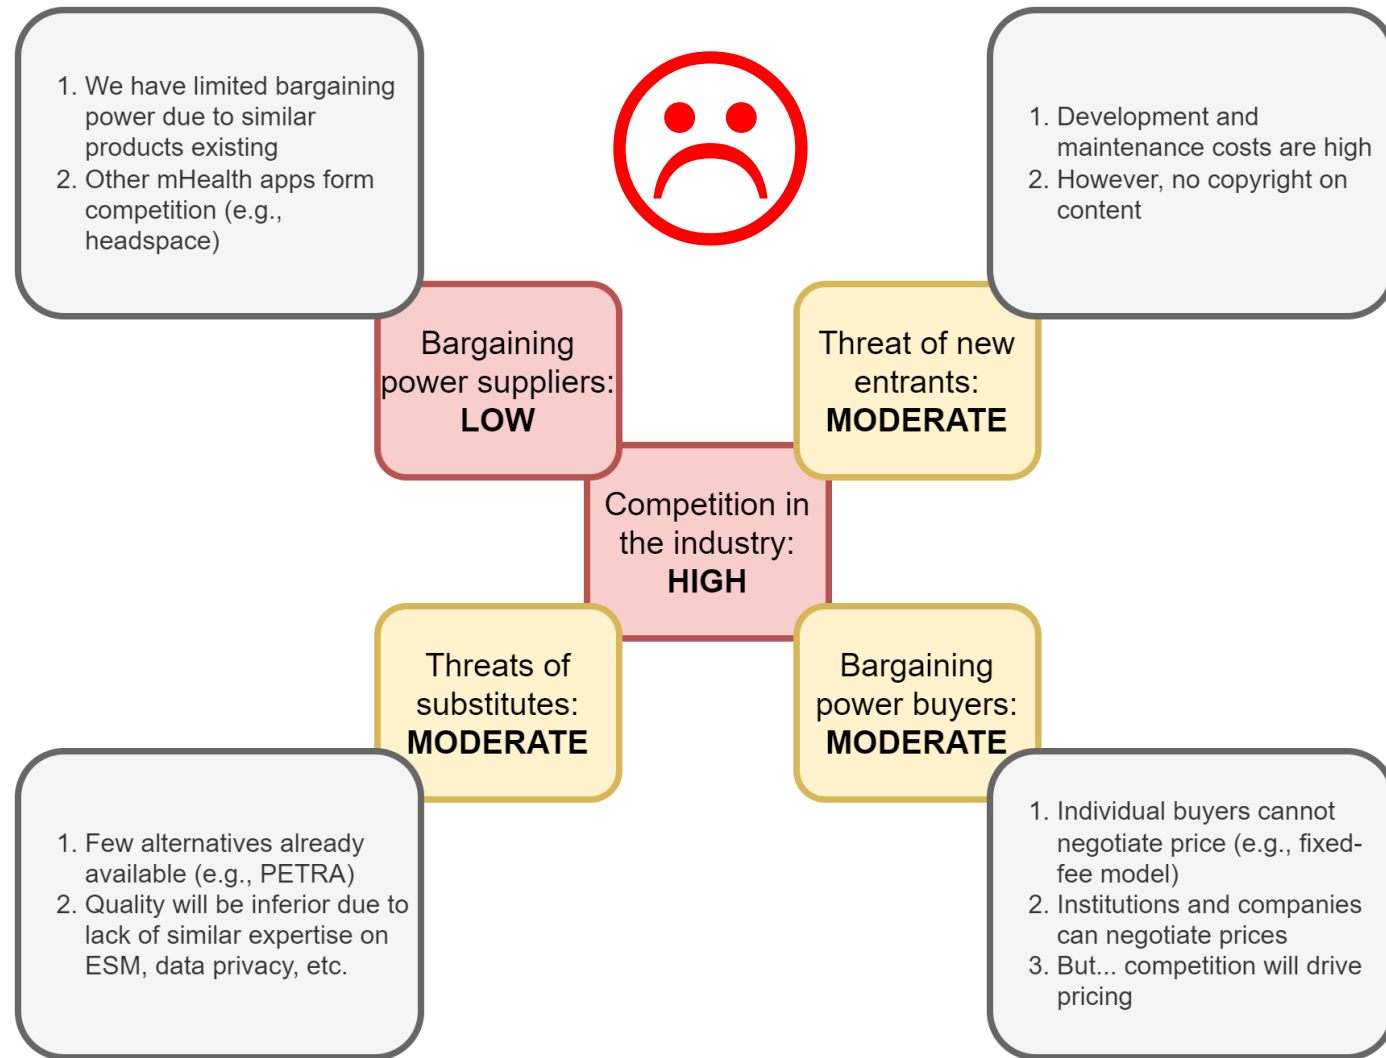 1. We have limited bargaining
power due to similar
products existing
2. Other mHealth apps form
competition (e.g.,
headspace)
1. Development and
maintenance costs are high
2. However, no copyright on
content
Bargaining
power suppliers:
LOW
Threat of new
entrants:
MODERATE
Competition in
the industry:
HIGH
Threats of
substitutes:
MODERATE
Bargaining
power buyers:
MODERATE
1. Few alternatives already
available (e.g., PETRA)
2. Quality will be inferior due to
lack of similar expertise on
ESM, data privacy, etc.
1. Individual buyers cannot
negotiate price (e.g., fixed-
fee model)
2. Institutions and companies
can negotiate prices
3. But... competition will drive
pricing